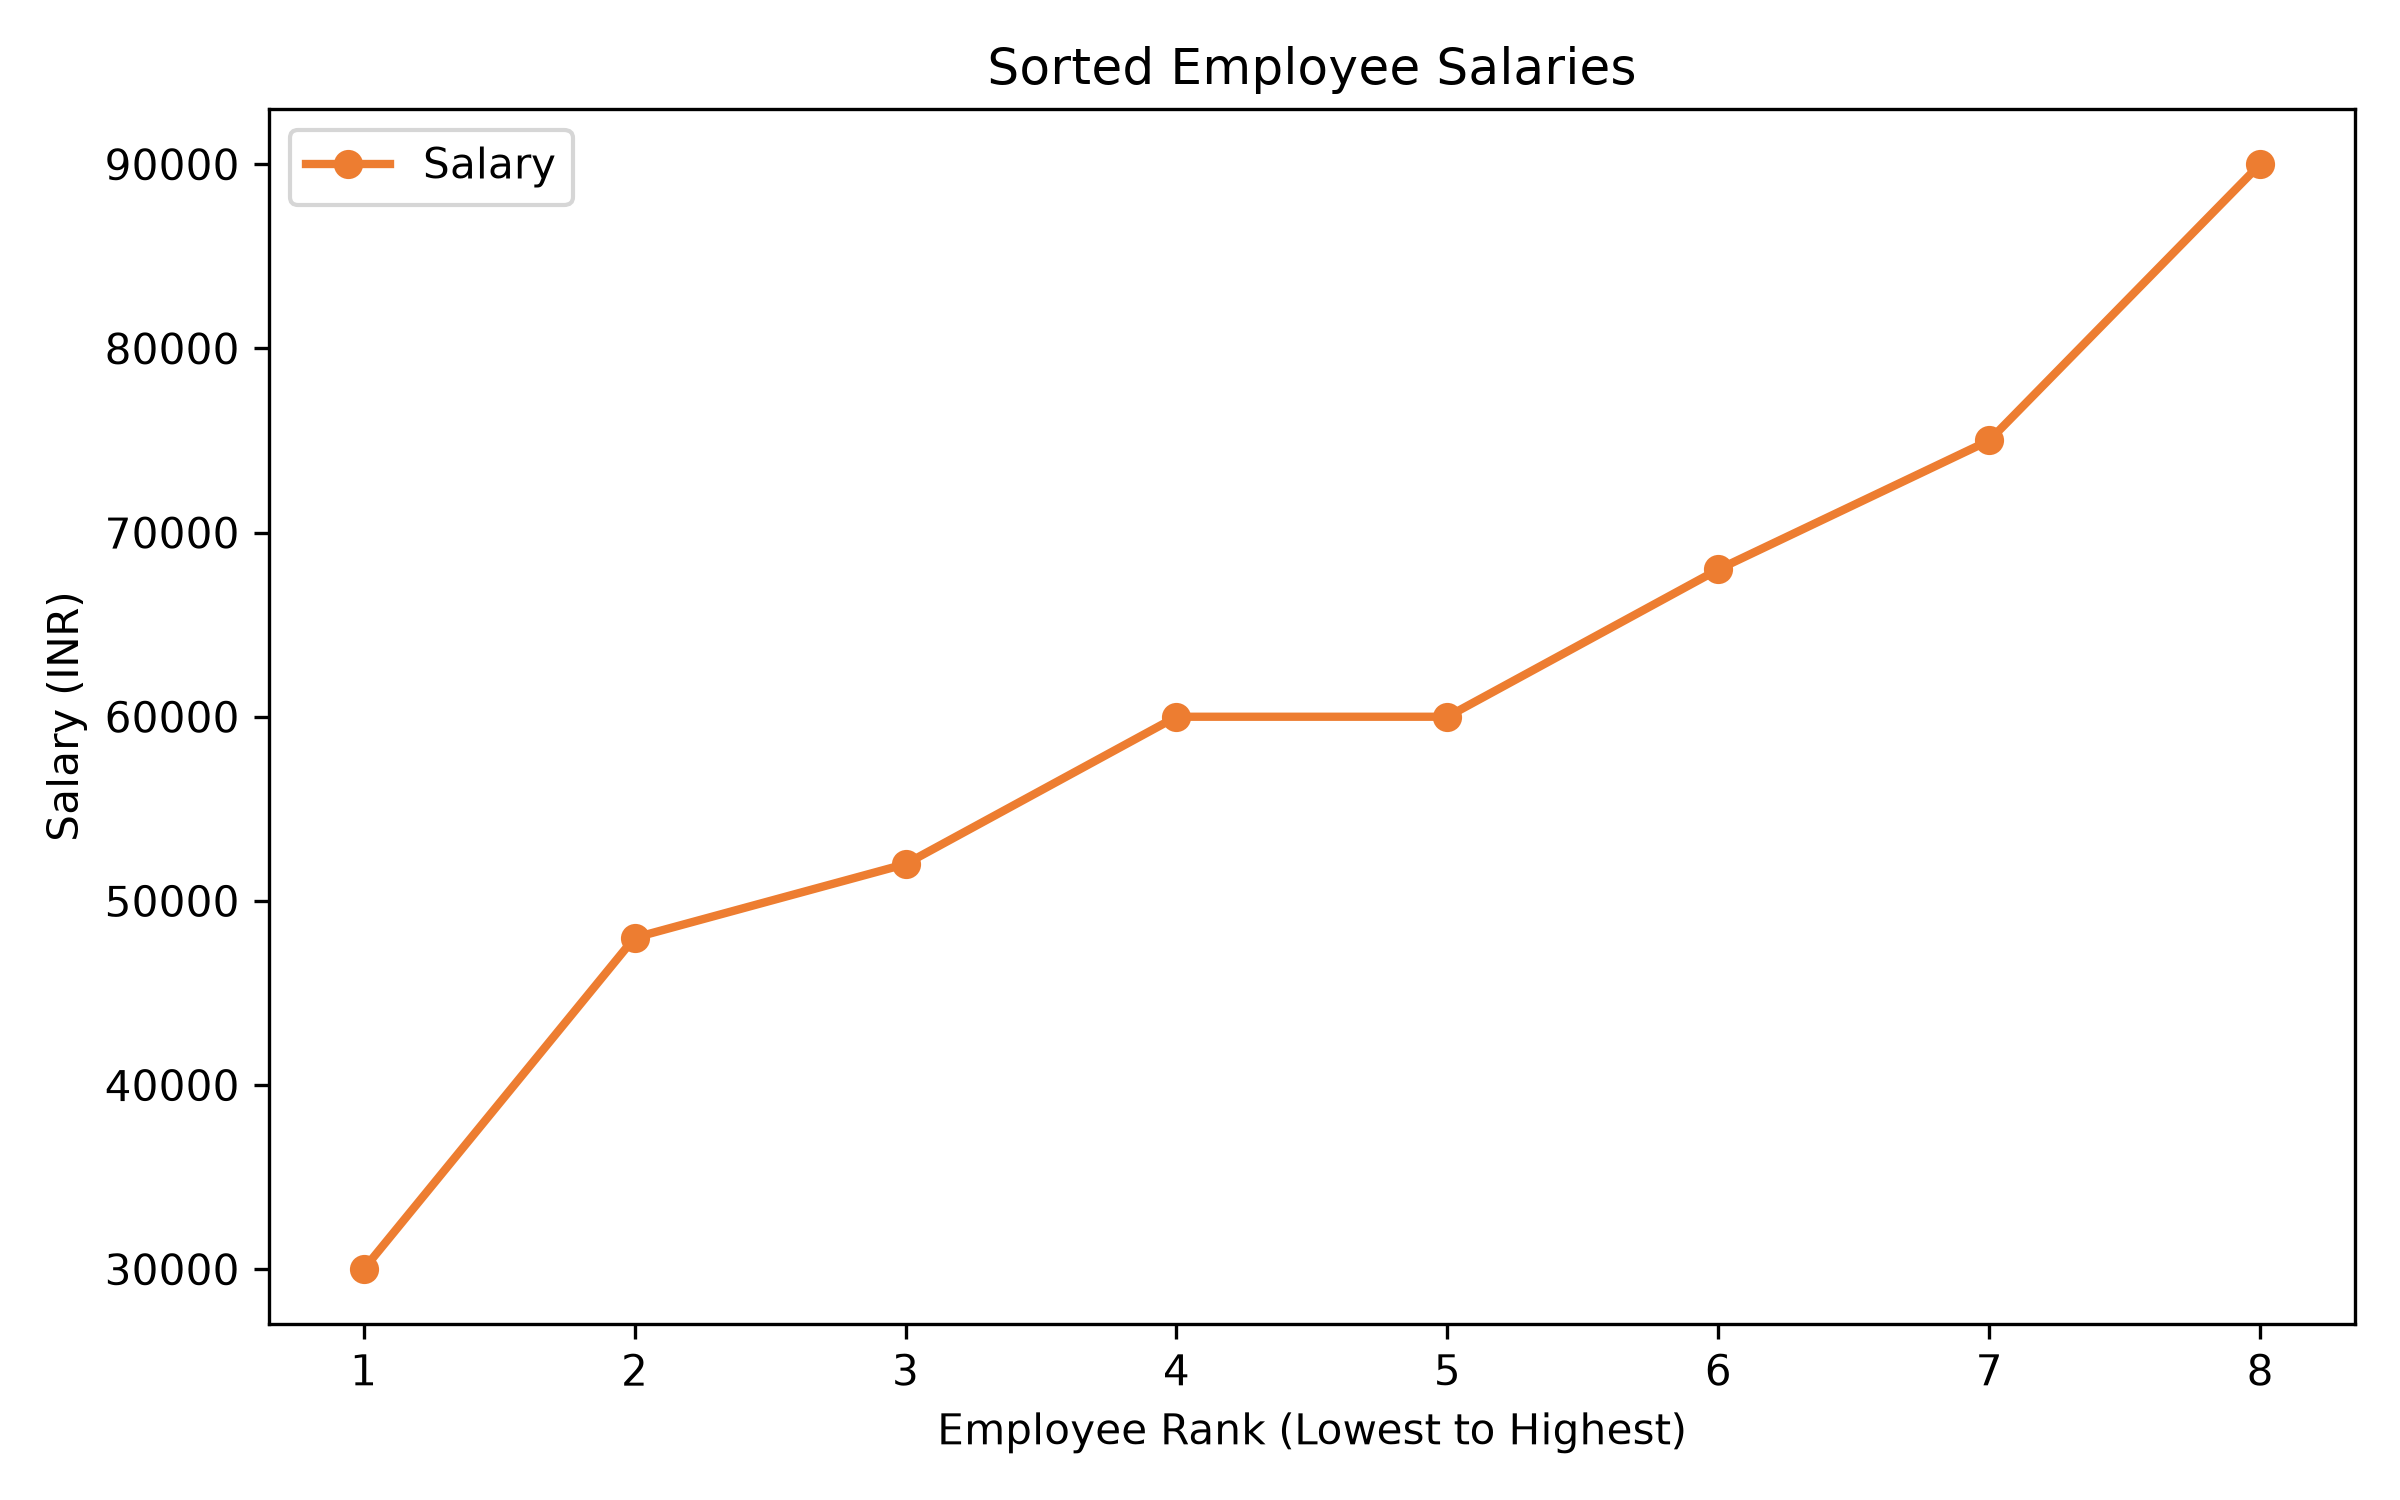 Sorted Employee Salaries
Salary
90000
80000
70000
60000
50000
40000
30000
Salary (INR)
1 2 3 4 5 6 7 8
Employee Rank (Lowest to Highest)